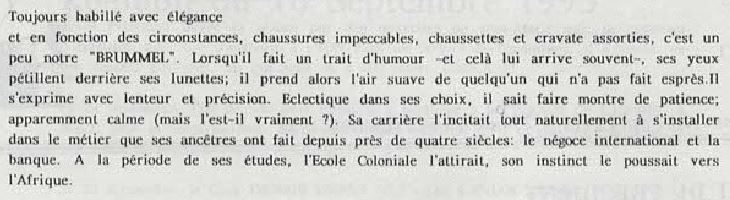 Toujours habillé avec élégance
et en fonction des circonstances, chaussures impeccables, chaussettes et cravate assorties, c'est un
peu notre "BRUMMEL". Lorsqu'il fait un trait d'humour -et celà lui arrive souvent-, ses yeux
pétillent derrière ses lunettes; il prend alors l'air suave de quelqu'un qui n'a pas fait esprès.Il
s'exprime avec lenteur et précision. Eclectique dans ses choix, il sait faire montre de patience;
apparemment calme (mais l'est-il vraiment ?). Sa carrière l'incitait tout naturellement à s'installer
dans le métier que ses ancêtres ont fait depuis près de quatre siècles: le négoce international et la
banque. A la période de ses études, l'Ecole Coloniale l'attirait, son instinct le poussait vers
l'Afrique.